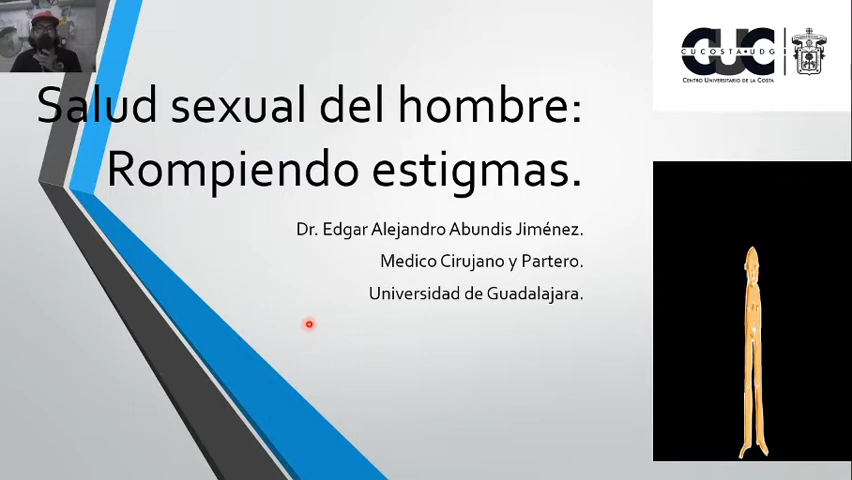 Salud sexual del hombre:
Rompiendo estigmas.
Dr. Edgar Alejandro Abundis Jiménez.
Medico Cirujano y Partero.
Universidad de Guadalajara.
CUC
CUCOSTA•UDG
CENTRO UNIVERSITARIO DE LA COSTA